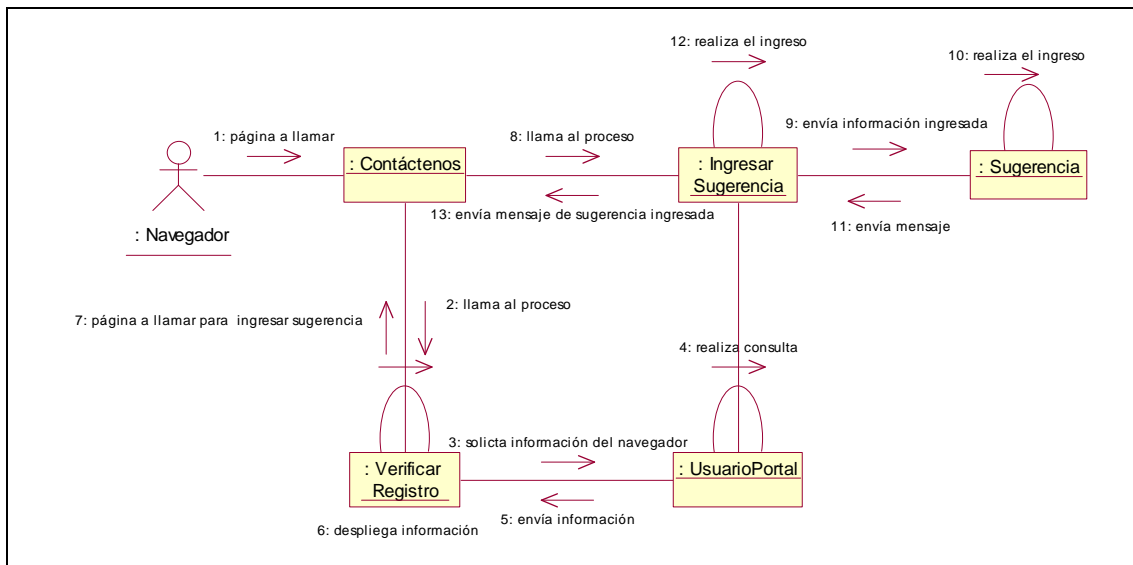 12: realiza el ingreso
10: realiza el ingreso
1: página a llamar
8: llama al proceso
9: envía información ingresada
: Contáctenos
: Ingresar
Sugerencia
: Sugerencia
13: envía mensaje de sugerencia ingresada
11: envía mensaje
: Navegador
2: llama al proceso
7: página a llamar para ingresar sugerencia
4: realiza consulta
3: solicta información del navegador
: Verificar
Registro
: UsuarioPortal
5: envía información
6: despliega información